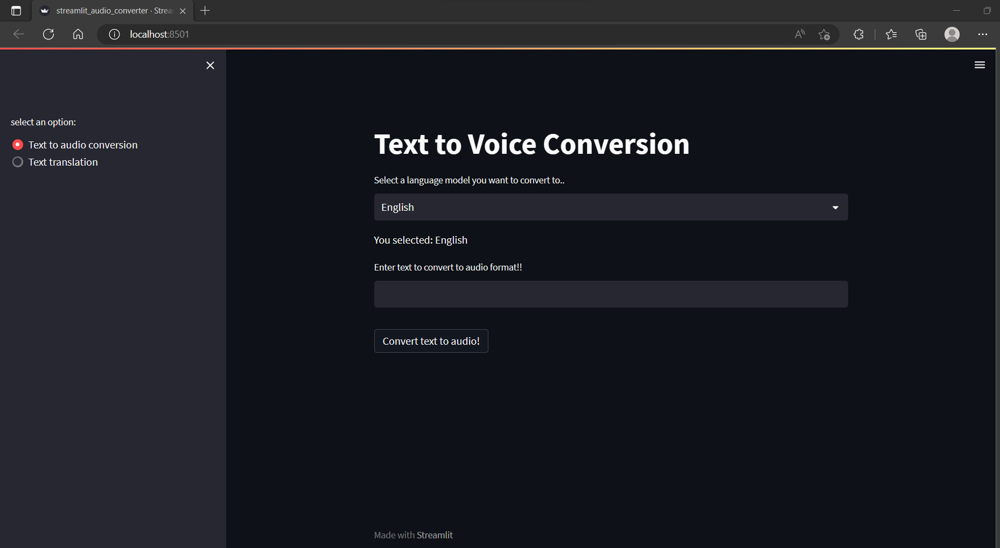 streamlit_audio_converter · Strea
localhost:8501
select an option:
Text to audio conversion
Text translation
Text to Voice Conversion
Select a language model you want to convert to..
English
You selected: English
Enter text to convert to audio format!!
Convert text to audio!
Made with Streamlit